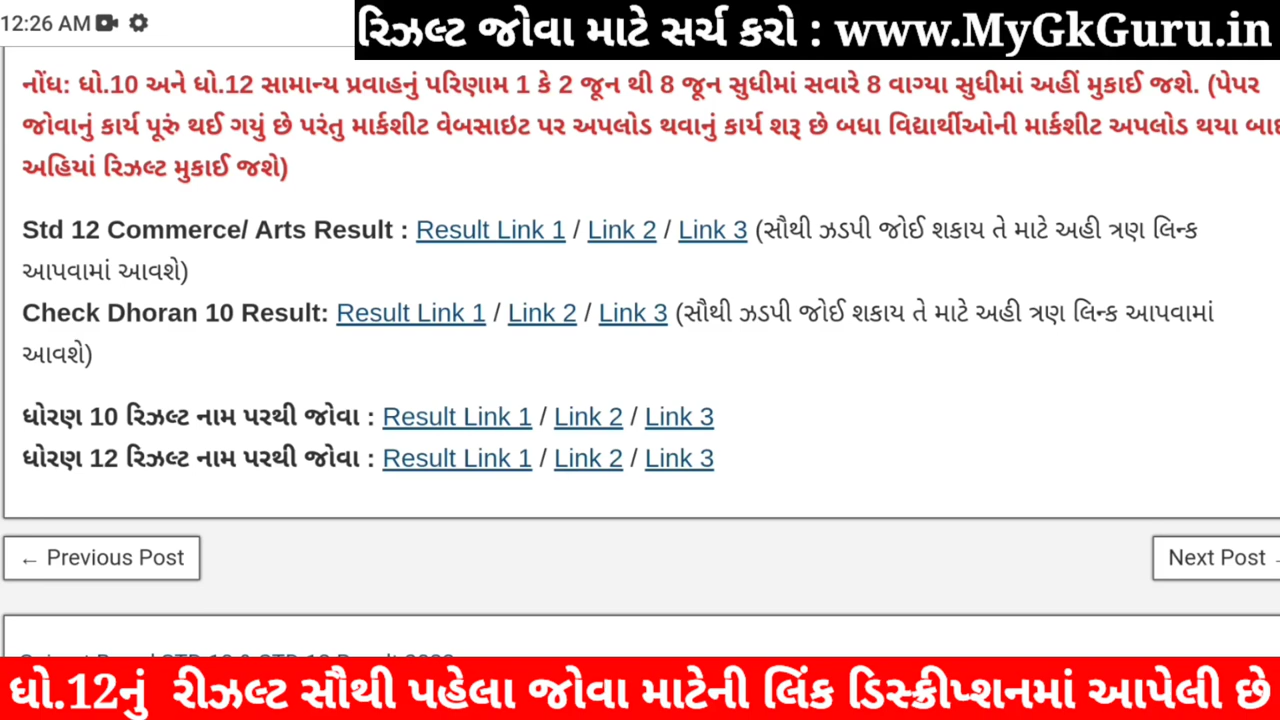 12:26 AM
રિઝલ્ટ જોવા માટે સર્ચ કરો : www.MyGkGuru.in
નોંધ: ધો.10 અને ધો.12 સામાન્ય પ્રવાહનું પરિણામ 1 કે 2 જૂન થી 8 જૂન સુધીમાં સવારે 8 વાગ્યા સુધીમાં અહીં મુકાઈ જશે. (પેપર
જોવાનું કાર્ય પૂરું થઈ ગયું છે પરંતુ માર્કશીટ વેબસાઇટ પર અપલોડ થવાનું કાર્ય શરૂ છે બધા વિદ્યાર્થીઓની માર્કશીટ અપલોડ થયા
અહિયાં રિઝલ્ટ મુકાઈ જશે)
Std 12 Commerce/ Arts Result : Result Link 1 / Link 2 / Link 3 (સૌથી ઝડપી જોઈ શકાય તે માટે અહી ત્રણ લિન્ક
આપવામાં આવશે)
Check Dhoran 10 Result: Result Link 1 / Link 2 / Link 3 (સૌથી ઝડપી જોઈ શકાય તે માટે અહી ત્રણ લિન્ક આપવામાં
આવશે)
ધોરણ 10 રિઝલ્ટ નામ પરથી જોવા : Result Link 1 / Link 2 / Link 3
ધોરણ 12 રિઝલ્ટ નામ પરથી જોવા : Result Link 1 / Link 2 / Link 3
← Previous Post
Next Post
ધો.12નું રીઝલ્ટ સૌથી પહેલા જોવા માટેની લિંક ડિસ્ક્રીપ્શનમાં આપેલી છે